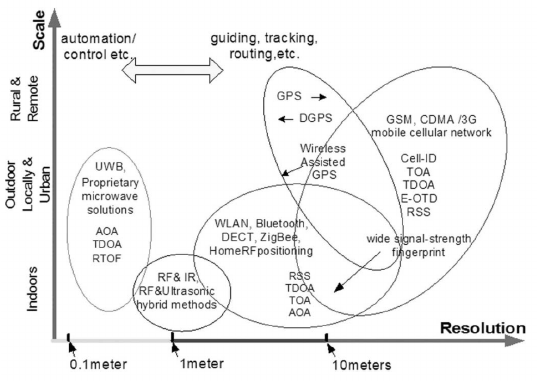 Scale
automation/
control etc.
guiding, tracking,
routing,etc.
Rural &
Remote
Outdoor
Locally &
Urban
Indoors
GPS
DGPS
Wireless
Assisted
GPS
GSM, CDMA /3G
mobile cellular network
Cell-ID
TOA
TDOA
E-OTD
RSS
UWB,
Proprietary
microwave
solutions
AOA
TDOA
RTOF
WLAN, Bluetooth,
DECT, ZigBee,
HomeRFpositioning
RSS
TDOA
TOA
AOA
wide signal-strength
fingerprint
RF& IR,
RF&Ultrasonic
hybrid methods
Resolution
0.1meter
1meter
10meters